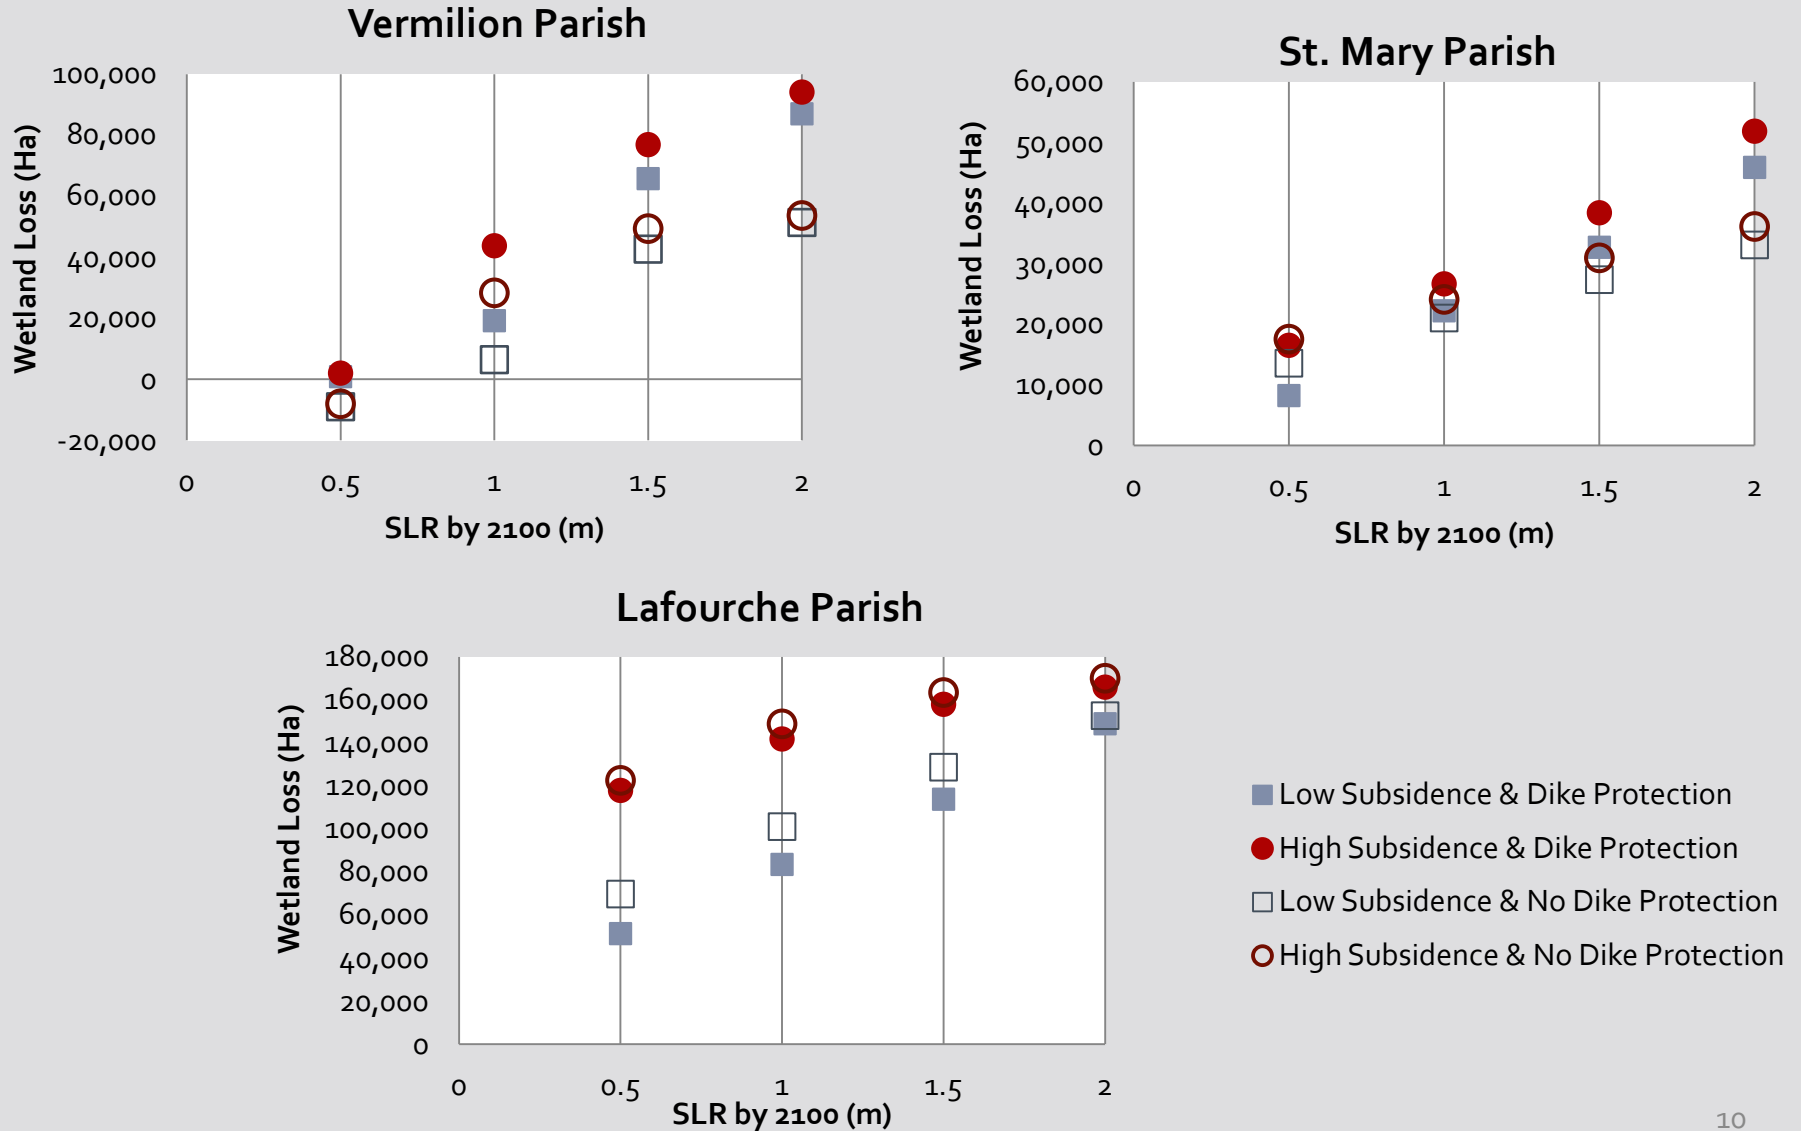 Vermilion Parish
100,000
80,000
60,000
40,000
20,000
0
-20,000
Wetland Loss (Ha)
0 0.5 1 1.5 2
SLR by 2100 (m)
St. Mary Parish
60,000
50,000
40,000
30,000
20,000
10,000
0
Wetland Loss (Ha)
0 0.5 1 1.5 2
SLR by 2100 (m)
Lafourche Parish
180,000
160,000
140,000
120,000
100,000
80,000
60,000
40,000
20,000
0
Wetland Loss (Ha)
0 0.5 1 1.5 2
SLR by 2100 (m)
Low Subsidence & Dike Protection
High Subsidence & Dike Protection
Low Subsidence & No Dike Protection
High Subsidence & No Dike Protection
10